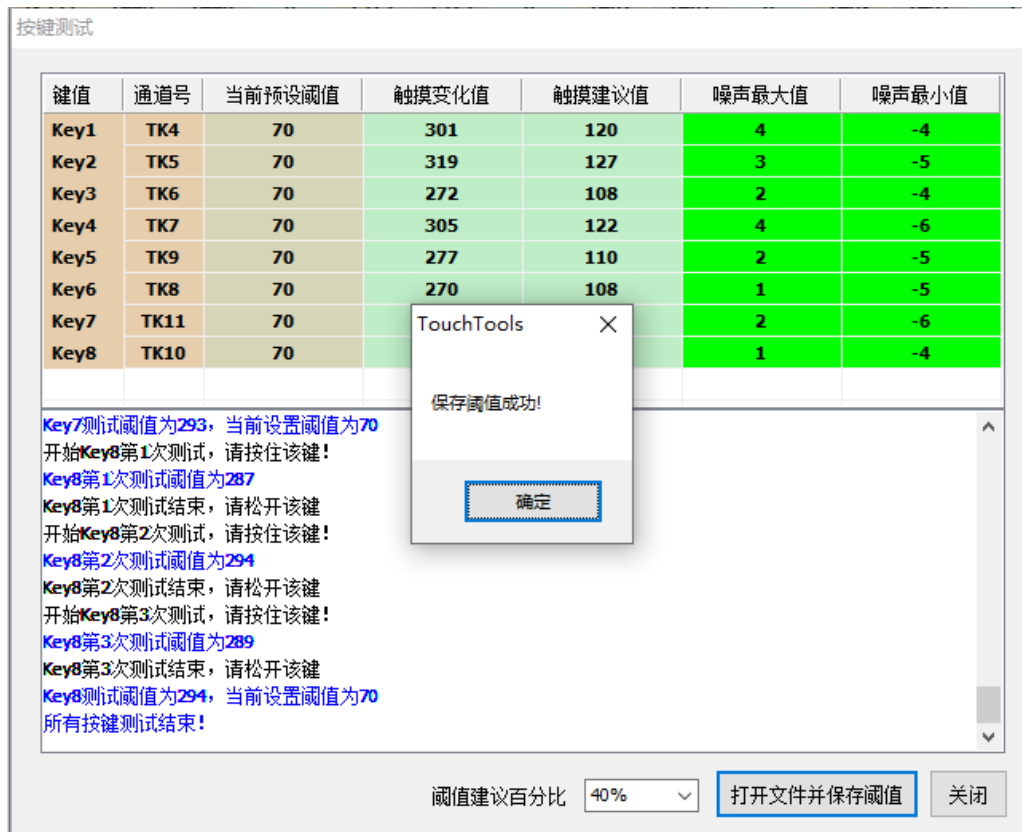 按键测试
键值 通道号 当前预设阈值 触摸变化值 触摸建议值 噪声最大值 噪声最小值
Key1 TK4 70 301 120 4 -4
Key2 TK5 70 319 127 3 -5
Key3 TK6 70 272 108 2 -4
Key4 TK7 70 305 122 4 -6
Key5 TK9 70 277 110 2 -5
Key6 TK8 70 270 108 1 -5
Key7 TK11 70 2 -6
Key8 TK10 70 1 -4
TouchTools
保存阈值成功!
确定
Key7测试阈值为293，当前设置阈值为70
开始Key8第1次测试，请按住该键!
Key8第1次测试阈值为287
Key8第1次测试结束，请松开该键
开始Key8第2次测试，请按住该键!
Key8第2次测试阈值为294
Key8第2次测试结束，请松开该键
开始Key8第3次测试，请按住该键!
Key8第3次测试阈值为289
Key8第3次测试结束，请松开该键
Key8测试阈值为294，当前设置阈值为70
所有按键测试结束!
阈值建议百分比 40% 打开文件并保存阈值 关闭